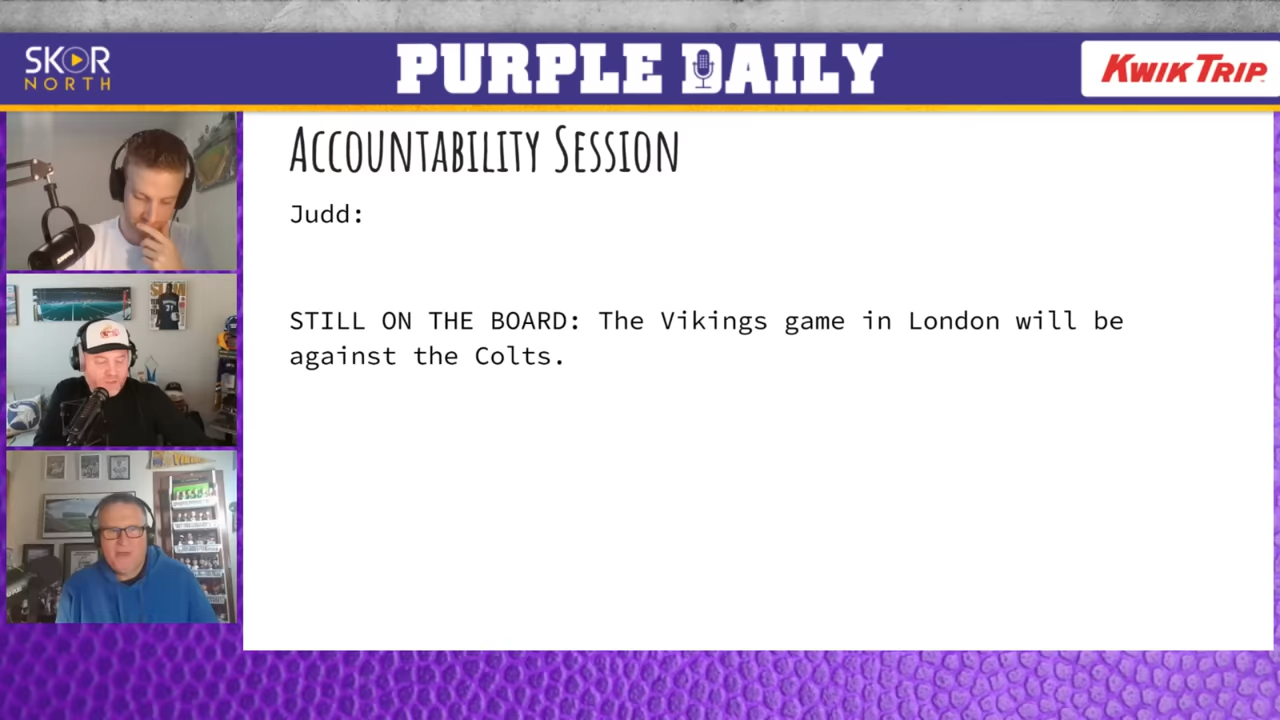 SKOR
NORTH
PURPLE DAILY
KWIK TRIP
ACCOUNTABILITY SESSION
Judd:
STILL ON THE BOARD: The Vikings game in London will be
against the Colts.